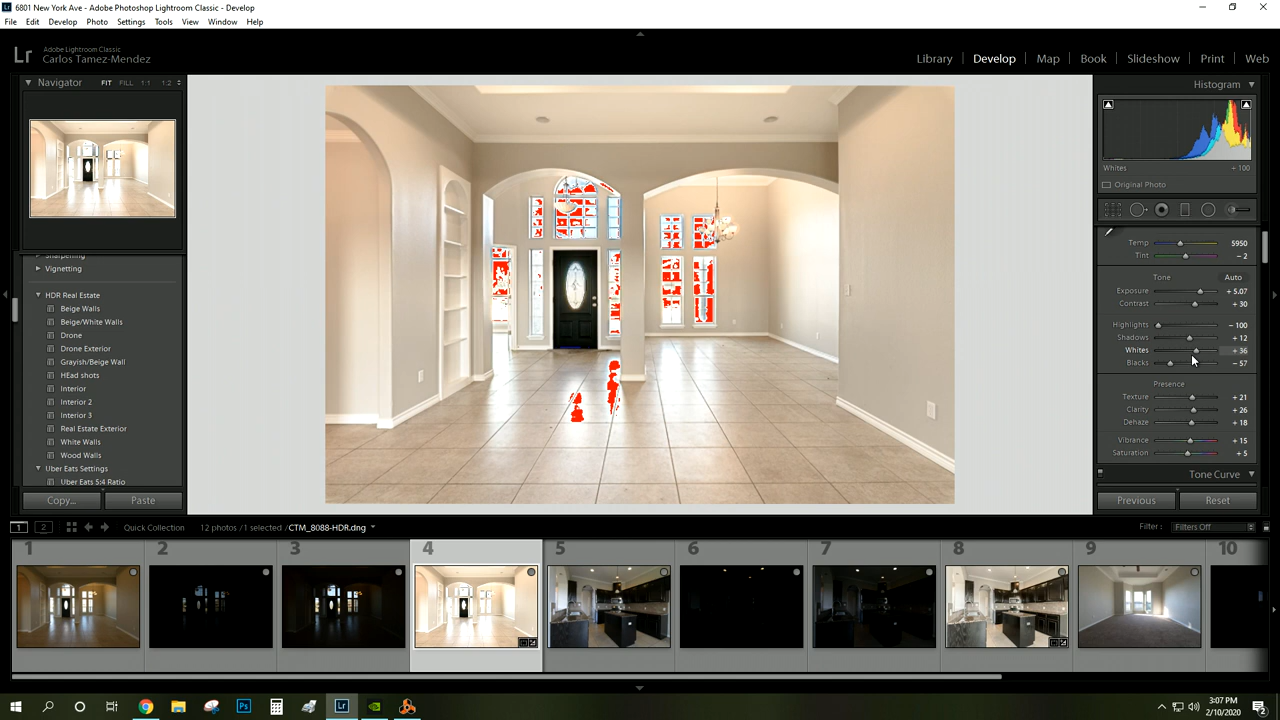 6801 New York Ave - Adobe Photoshop Lightroom Classic - Develop
File Edit Develop Photo Settings Tools View Window Help
Lr Adobe Lightroom Classic
Carlos Tamez-Mendez
Library Develop Map Book Slideshow Print Web
Navigator FIT FILL 1:1 1:2
Sharpening
Vignetting
HDR Real Estate
Beige Walls
Beige/White Walls
Drone
Drone Exterior
Grayish/Beige Wall
HEad shots
Interior
Interior 2
Interior 3
Real Estate Exterior
White Walls
Wood Walls
Uber Eats Settings
Uber Eats 5:4 Ratio
Copy... Paste
Histogram
Whites + 100
Original Photo
Temp 5950
Tint − 2
Tone Auto
Exposure + 5.07
Contrast + 30
Highlights − 100
Shadows + 12
Whites + 36
Blacks − 57
Presence
Texture + 21
Clarity + 26
Dehaze + 18
Vibrance + 15
Saturation + 5
Tone Curve
Previous Reset
1 2 Quick Collection 12 photos / 1 selected / CTM_8088-HDR.dng Filter : Filters Off
1 2 3 4 5 6 7 8 9 10
Ps Lr
3:07 PM
2/10/2020
2